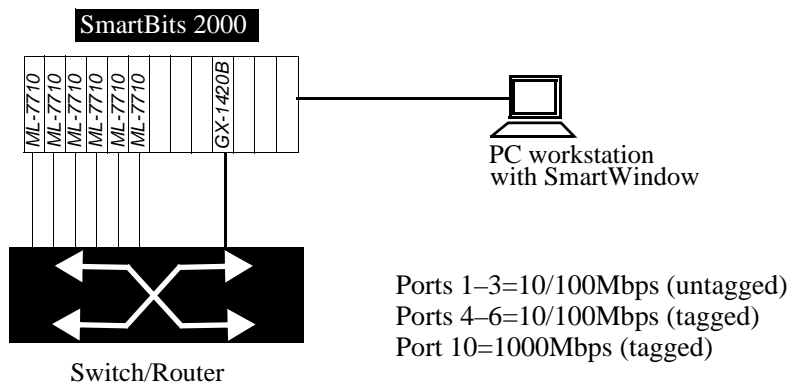 SmartBits 2000
ML-7710
ML-7710
ML-7710
ML-7710
ML-7710
ML-7710
GX-1420B
PC workstation
with SmartWindow
Ports 1–3=10/100Mbps (untagged)
Ports 4–6=10/100Mbps (tagged)
Port 10=1000Mbps (tagged)
Switch/Router